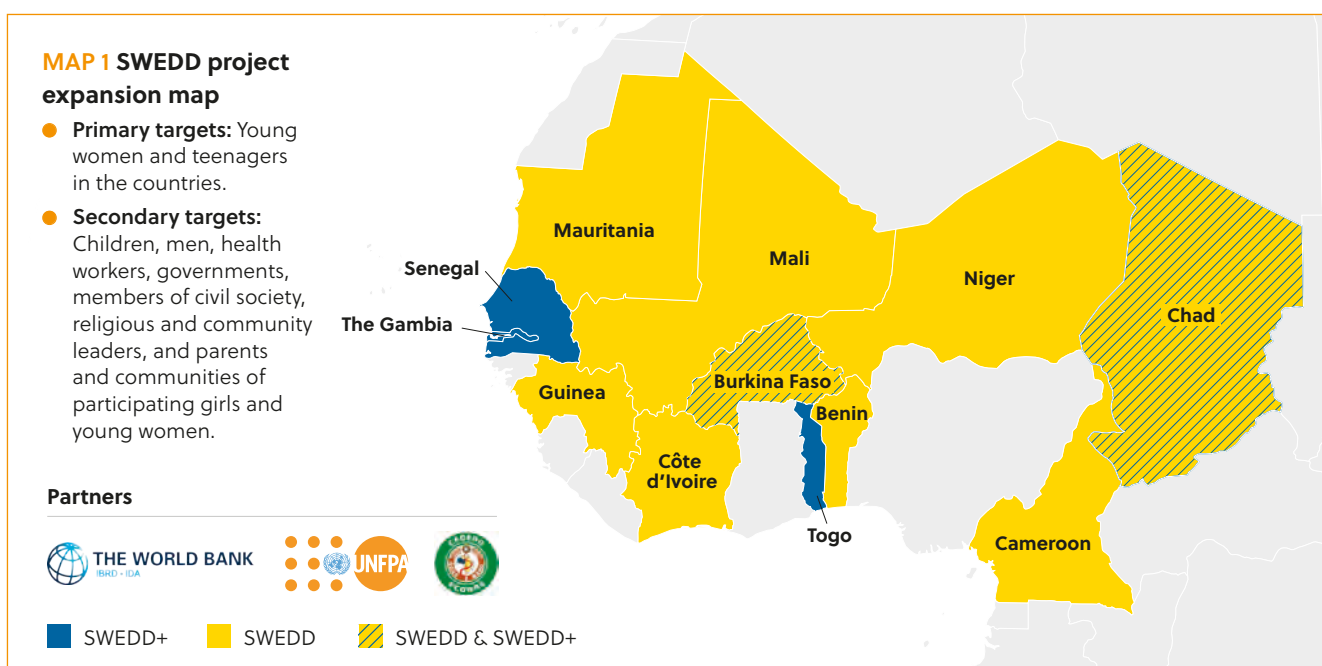 MAP 1 SWEDD project
expansion map
Primary targets: Young
women and teenagers
in the countries.
Secondary targets:
Children, men, health
workers, governments,
members of civil society,
religious and community
leaders, and parents
and communities of
participating girls and
young women.
Partners
THE WORLD BANK
IBRD • IDA
UNFPA
CEDEAO
ECOWAS
SWEDD+
SWEDD
SWEDD & SWEDD+
Mauritania
Mali
Niger
Chad
Senegal
The Gambia
Guinea
Burkina Faso
Benin
Côte
d'Ivoire
Togo
Cameroon